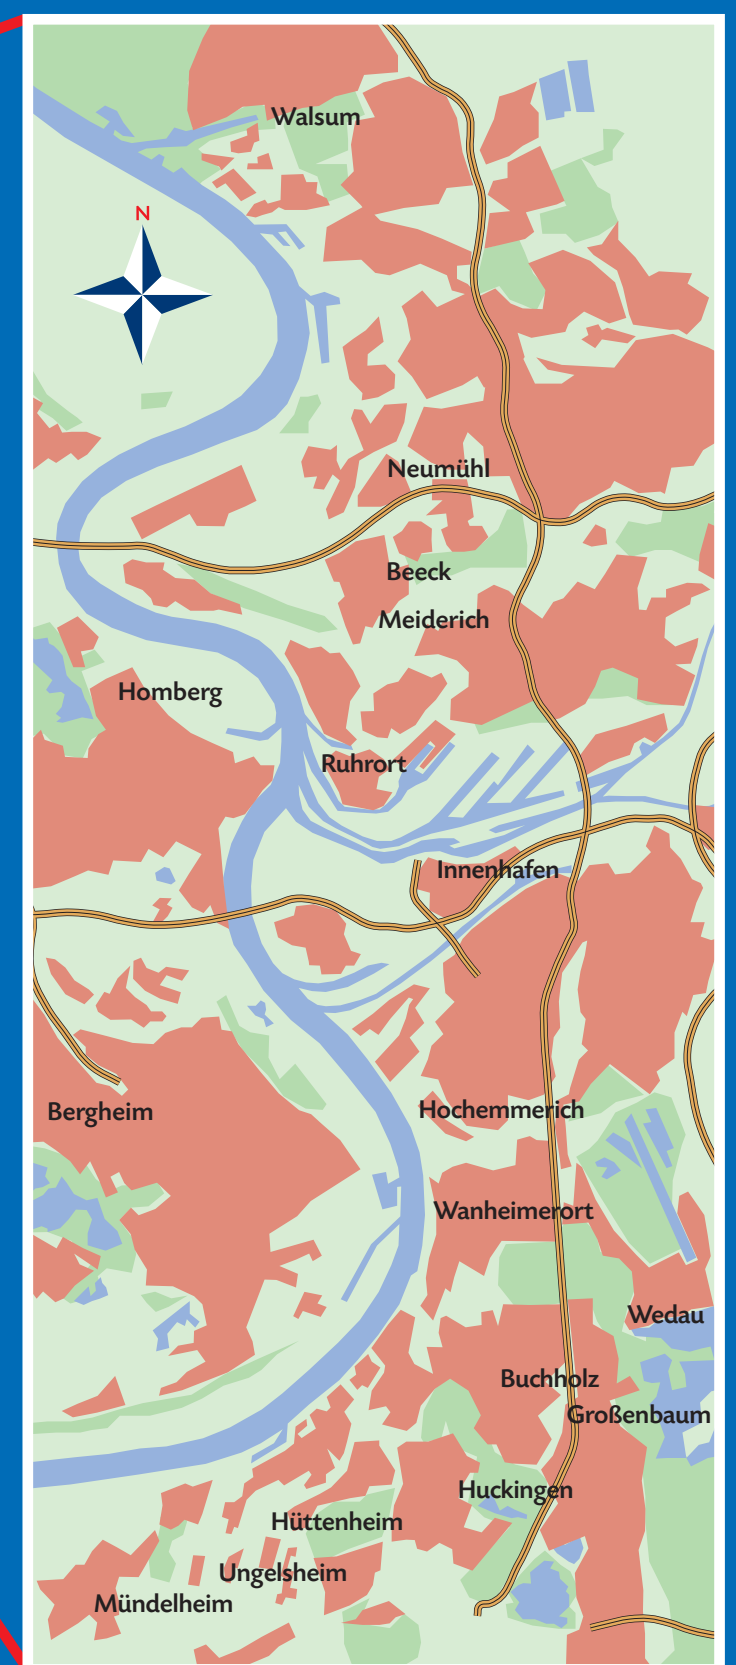 Walsum
N
Neumühl
Beeck
Meiderich
Homberg
Ruhrort
Innenhafen
Hochemmerich
Bergheim
Wanheimerort
Wedau
Buchholz
Großenbaum
Huckingen
Hüttenheim
Ungelsheim
Mündelheim